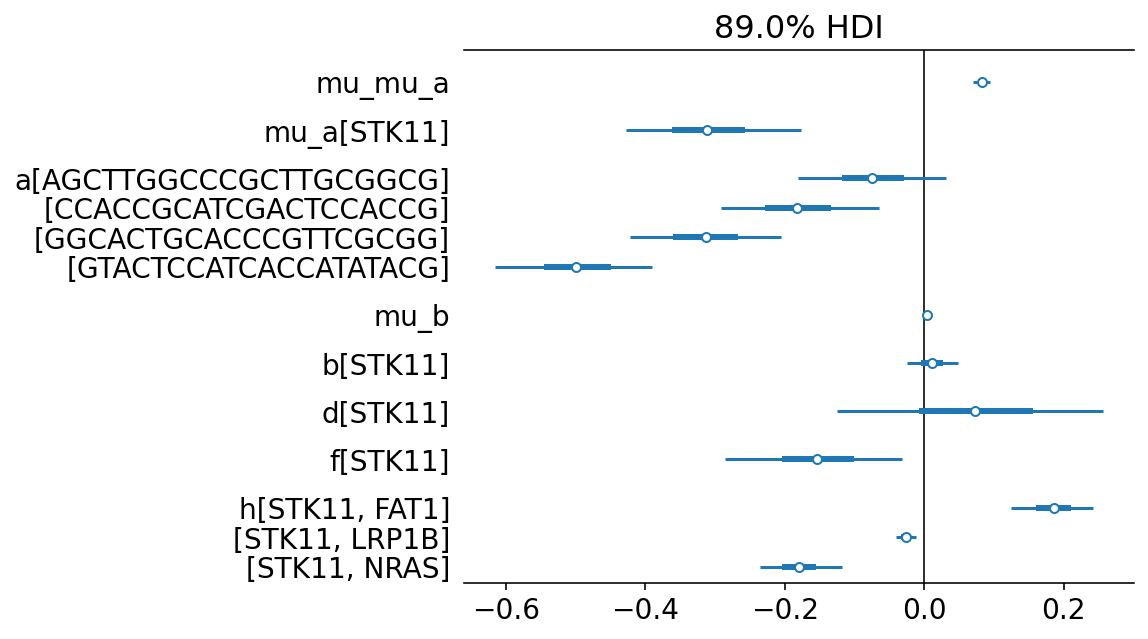 89.0% HDI
mu_mu_a
mu_a[STK11]
a[AGCTTGGCCCGCTTGCGGCG]
[CCACCGCATCGACTCCACCG]
[GGCACTGCACCCGTTCGCGG]
[GTACTCCATCACCATATACG]
mu_b
b[STK11]
d[STK11]
f[STK11]
h[STK11, FAT1]
[STK11, LRP1B]
[STK11, NRAS]
−0.6 −0.4 −0.2 0.0 0.2